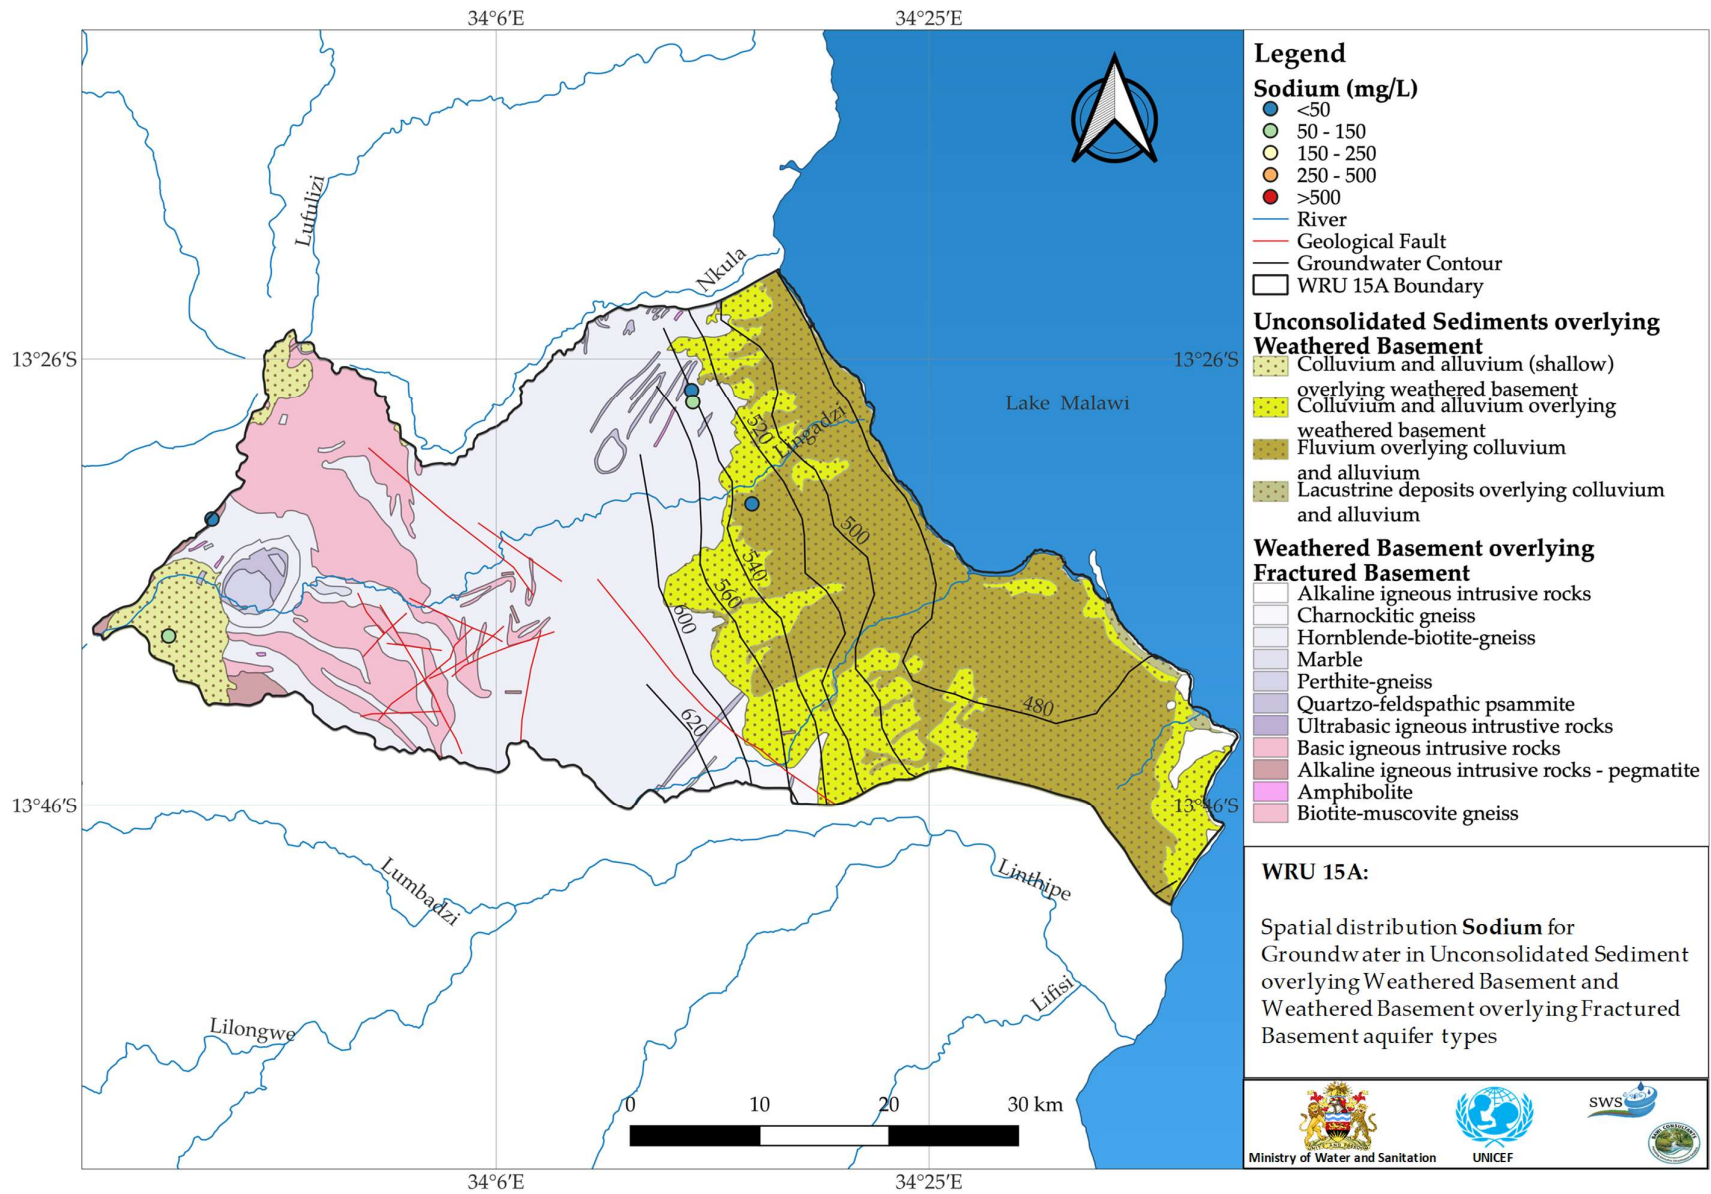 34°6′E
34°25′E
Lufulizi
Nkula
13°26′S
13°26′S
Lake Malawi
Lingadzi
520
500
540
560
600
620
480
13°46′S
13°46′S
Lumbadzi
Linthipe
Lifisi
Lilongwe
0 10 20 30 km
34°6′E
34°25′E
Legend
Sodium (mg/L)
<50
50 - 150
150 - 250
250 - 500
>500
River
Geological Fault
Groundwater Contour
WRU 15A Boundary
Unconsolidated Sediments overlying
Weathered Basement
Colluvium and alluvium (shallow)
overlying weathered basement
Colluvium and alluvium overlying
weathered basement
Fluvium overlying colluvium
and alluvium
Lacustrine deposits overlying colluvium
and alluvium
Weathered Basement overlying
Fractured Basement
Alkaline igneous intrusive rocks
Charnockitic gneiss
Hornblende-biotite-gneiss
Marble
Perthite-gneiss
Quartzo-feldspathic psammite
Ultrabasic igneous intrustive rocks
Basic igneous intrusive rocks
Alkaline igneous intrusive rocks - pegmatite
Amphibolite
Biotite-muscovite gneiss
WRU 15A:
Spatial distribution Sodium for
Groundwater in Unconsolidated Sediment
overlying Weathered Basement and
Weathered Basement overlying Fractured
Basement aquifer types
Ministry of Water and Sanitation
UNICEF
SWS